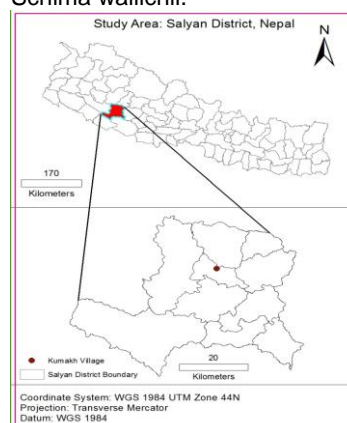 Schima wallichii.
Study Area: Salyan District, Nepal
N
170
Kilometers
Kumakh Village
Salyan District Boundary
20
Kilometers
Coordinate System: WGS 1984 UTM Zone 44N
Projection: Transverse Mercator
Datum: WGS 1984